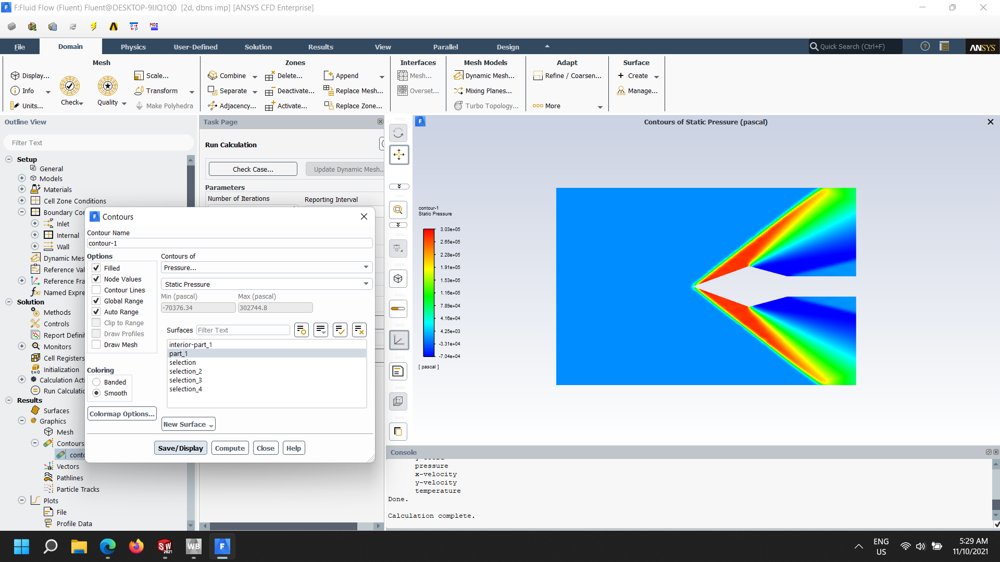 F:Fluid Flow (Fluent) Fluent@DESKTOP-9IJQ1Q0 [2d, dbns imp] [ANSYS CFD Enterprise]
File Domain Physics User-Defined Solution Results View Parallel Design Quick Search (Ctrl+F) ANSYS
Mesh
Display...
Info
Units...
Check
Quality
Scale...
Transform
Make Polyhedra
Zones
Combine
Separate
Adjacency...
Delete...
Deactivate...
Activate...
Append
Replace Mesh...
Replace Zone...
Interfaces
Mesh...
Overset...
Mesh Models
Dynamic Mesh...
Mixing Planes...
Turbo Topology...
Adapt
Refine / Coarsen...
More
Surface
Create
Manage...
Outline View
Filter Text
Setup
General
Models
Materials
Cell Zone Conditions
Boundary Con
Inlet
Internal
Wall
Dynamic Mes
Reference Val
Reference Fra
Named Expre
Solution
Methods
Controls
Report Definit
Monitors
Cell Registers
Initialization
Calculation Acti
Run Calculatio
Results
Surfaces
Graphics
Mesh
Contours
conto
Vectors
Pathlines
Particle Tracks
Plots
File
Profile Data
Task Page
Run Calculation
Check Case...
Update Dynamic Mesh..
Parameters
Number of Iterations
Reporting Interval
Contours
Contour Name
contour-1
Options
Filled
Node Values
Contour Lines
Global Range
Auto Range
Clip to Range
Draw Profiles
Draw Mesh
Coloring
Banded
Smooth
Colormap Options...
Contours of
Pressure...
Static Pressure
Min (pascal)
Max (pascal)
-70376.34
302744.8
Surfaces
Filter Text
interior-part_1
part_1
selection
selection_2
selection_3
selection_4
New Surface
Save/Display
Compute
Close
Help
Contours of Static Pressure (pascal)
contour-1
Static Pressure
3.03e+05
2.65e+05
2.28e+05
1.91e+05
1.53e+05
1.16e+05
7.89e+04
4.16e+04
4.25e+03
-3.31e+04
-7.04e+04
[ pascal ]
Console
pressure
x-velocity
y-velocity
temperature
Done.
Calculation complete.
SW
2021
WB
ENG
US
5:29 AM
11/10/2021